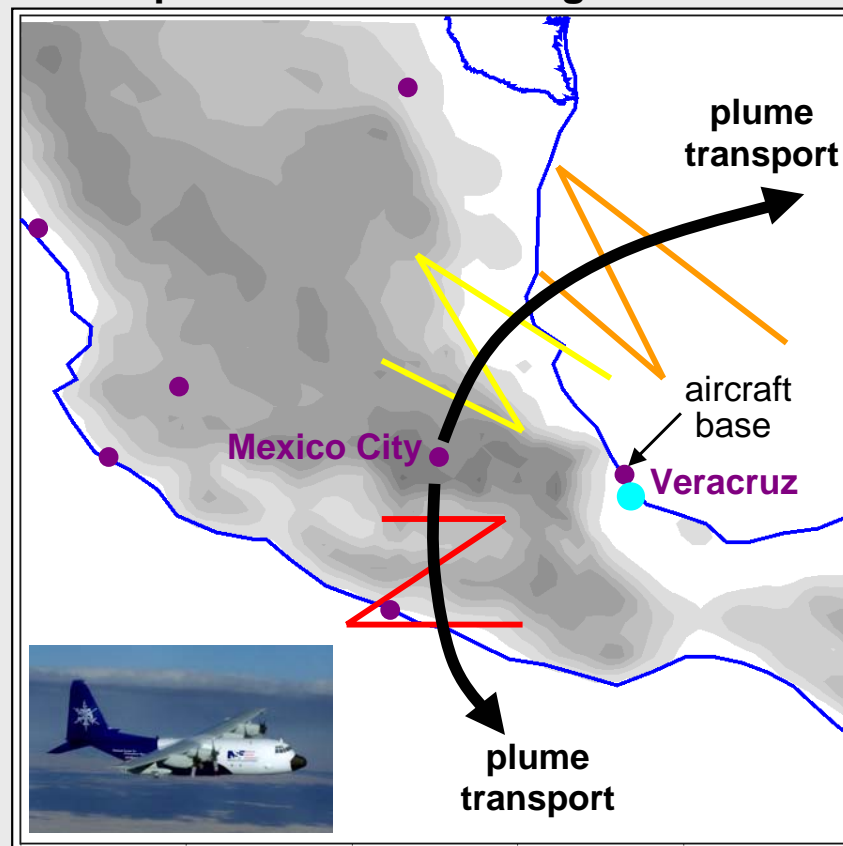 plume
transport
aircraft
base
Mexico City
Veracruz
plume
transport